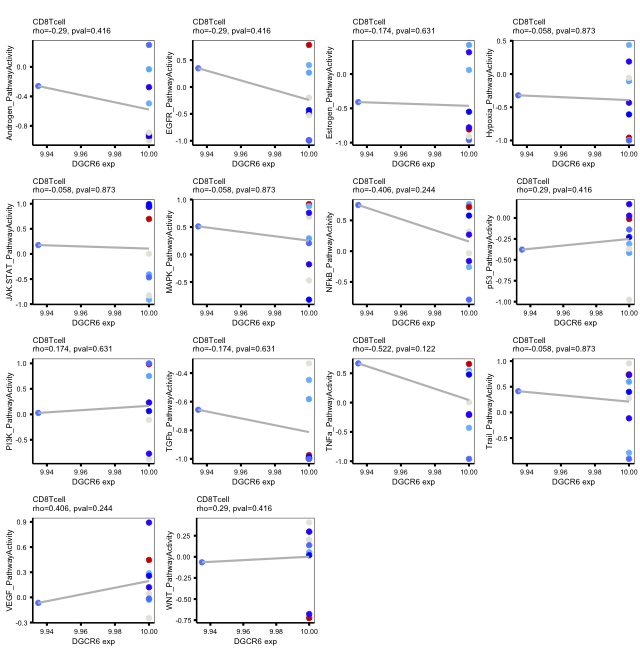 CD8Tcell
rho=-0.29, pval=0.416
Androgen_PathwayActivity
0.0
-0.4
-0.8
9.94 9.96 9.98 10.00
DGCR6 exp
CD8Tcell
rho=-0.29, pval=0.416
EGFR_PathwayActivity
0.5
0.0
-0.5
-1.0
9.94 9.96 9.98 10.00
DGCR6 exp
CD8Tcell
rho=-0.174, pval=0.631
Estrogen_PathwayActivity
0.0
-0.5
-1.0
9.94 9.96 9.98 10.00
DGCR6 exp
CD8Tcell
rho=-0.058, pval=0.873
Hypoxia_PathwayActivity
0.5
0.0
-0.5
-1.0
9.94 9.96 9.98 10.00
DGCR6 exp
CD8Tcell
rho=-0.058, pval=0.873
JAK.STAT_PathwayActivity
1.0
0.5
0.0
-0.5
-1.0
9.94 9.96 9.98 10.00
DGCR6 exp
CD8Tcell
rho=-0.058, pval=0.873
MAPK_PathwayActivity
0.5
0.0
-0.5
9.94 9.96 9.98 10.00
DGCR6 exp
CD8Tcell
rho=-0.406, pval=0.244
NFkB_PathwayActivity
0.5
0.0
-0.5
9.94 9.96 9.98 10.00
DGCR6 exp
CD8Tcell
rho=0.29, pval=0.416
p53_PathwayActivity
0.00
-0.25
-0.50
-0.75
-1.00
9.94 9.96 9.98 10.00
DGCR6 exp
CD8Tcell
rho=0.174, pval=0.631
PI3K_PathwayActivity
1.0
0.5
0.0
-0.5
9.94 9.96 9.98 10.00
DGCR6 exp
CD8Tcell
rho=-0.174, pval=0.631
TGFb_PathwayActivity
-0.4
-0.6
-0.8
-1.0
9.94 9.96 9.98 10.00
DGCR6 exp
CD8Tcell
rho=-0.522, pval=0.122
TNFa_PathwayActivity
0.5
0.0
-0.5
-1.0
9.94 9.96 9.98 10.00
DGCR6 exp
CD8Tcell
rho=-0.058, pval=0.873
Trail_PathwayActivity
0.5
0.0
-0.5
9.94 9.96 9.98 10.00
DGCR6 exp
CD8Tcell
rho=0.406, pval=0.244
VEGF_PathwayActivity
0.9
0.6
0.3
0.0
-0.3
9.94 9.96 9.98 10.00
DGCR6 exp
CD8Tcell
rho=0.29, pval=0.416
WNT_PathwayActivity
0.25
0.00
-0.25
-0.50
-0.75
9.94 9.96 9.98 10.00
DGCR6 exp